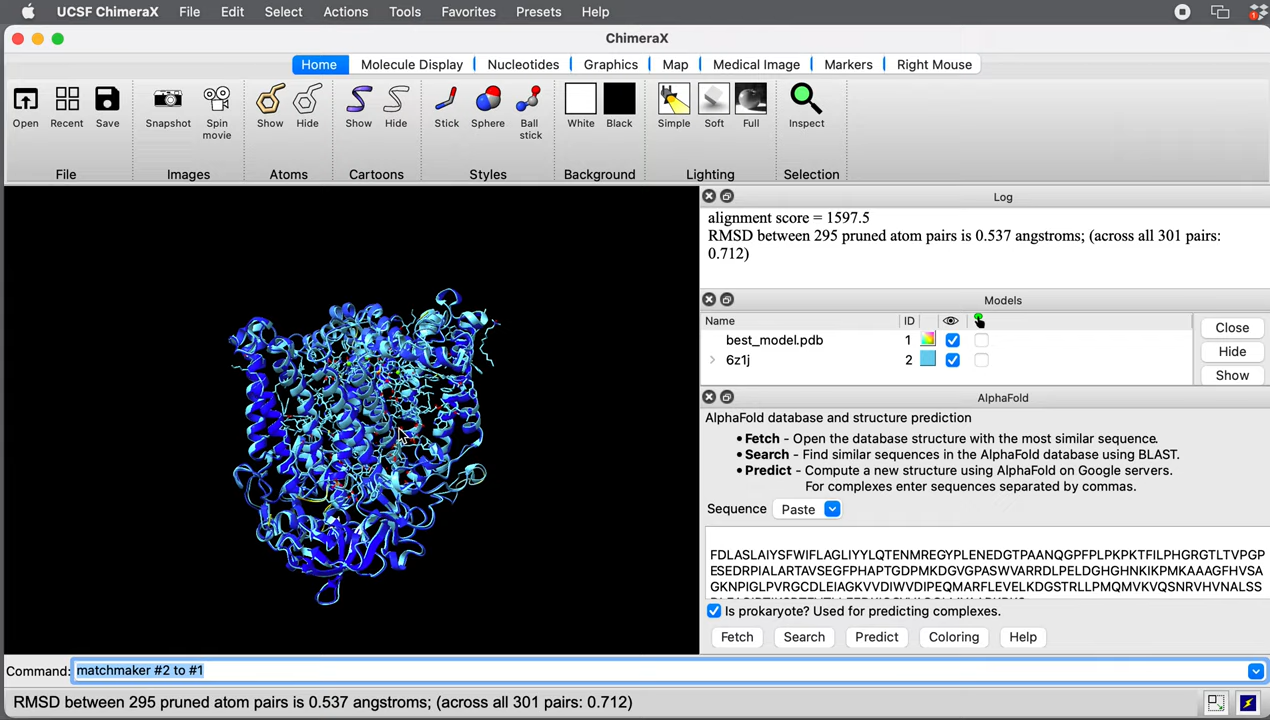 UCSF ChimeraX File Edit Select Actions Tools Favorites Presets Help
1
ChimeraX
Home Molecule Display Nucleotides Graphics Map Medical Image Markers Right Mouse
Open Recent Save Snapshot Spin movie Show Hide Show Hide Stick Sphere Ball stick White Black Simple Soft Full Inspect
File Images Atoms Cartoons Styles Background Lighting Selection
Log
alignment score = 1597.5
RMSD between 295 pruned atom pairs is 0.537 angstroms; (across all 301 pairs:
0.712)
Models
Name ID
best_model.pdb 1
6z1j 2
Close
Hide
Show
AlphaFold
AlphaFold database and structure prediction
• Fetch - Open the database structure with the most similar sequence.
• Search - Find similar sequences in the AlphaFold database using BLAST.
• Predict - Compute a new structure using AlphaFold on Google servers.
For complexes enter sequences separated by commas.
Sequence Paste
FDLASLAIYSFWIFLAGLIYYLQTENMREGYPLENEDGTPAANQGPFPLPKPKTFILPHGRGTLTVPGP
ESEDRPIALARTAVSEGFPHAPTGDPMKDGVGPASWVARRDLPELDGHGHNKIKPMKAAAGFHVSA
GKNPIGLPVRGCDLEIAGKVVDIWVDIPEQMARFLEVELKDGSTRLLPMQMVKVQSNRVHVNALSS
Is prokaryote? Used for predicting complexes.
Fetch Search Predict Coloring Help
Command: matchmaker #2 to #1
RMSD between 295 pruned atom pairs is 0.537 angstroms; (across all 301 pairs: 0.712)